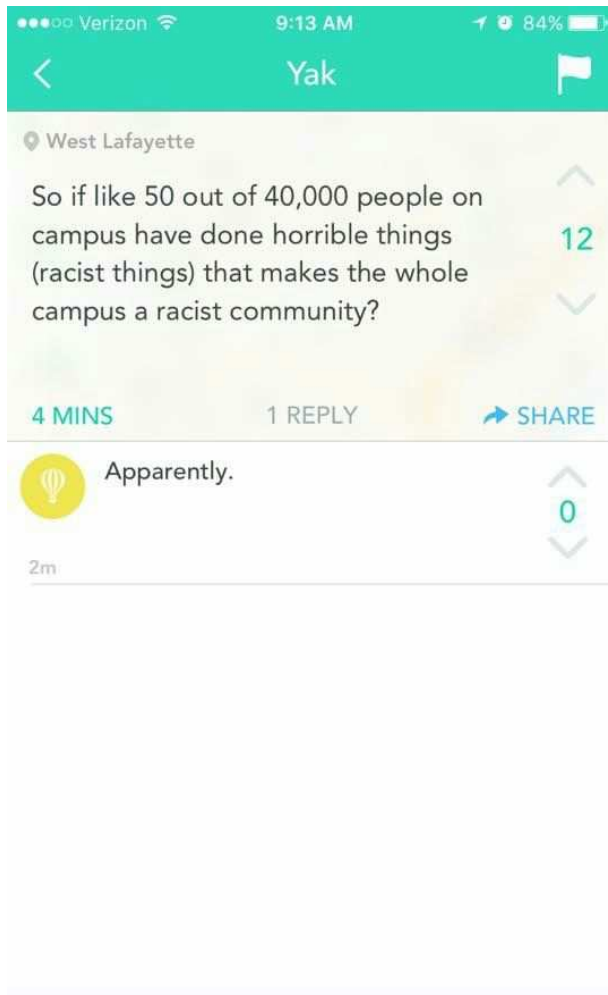 Verizon 9:13 AM 84%
Yak
West Lafayette
So if like 50 out of 40,000 people on
campus have done horrible things
(racist things) that makes the whole
campus a racist community?
12
4 MINS 1 REPLY SHARE
Apparently.
0
2m